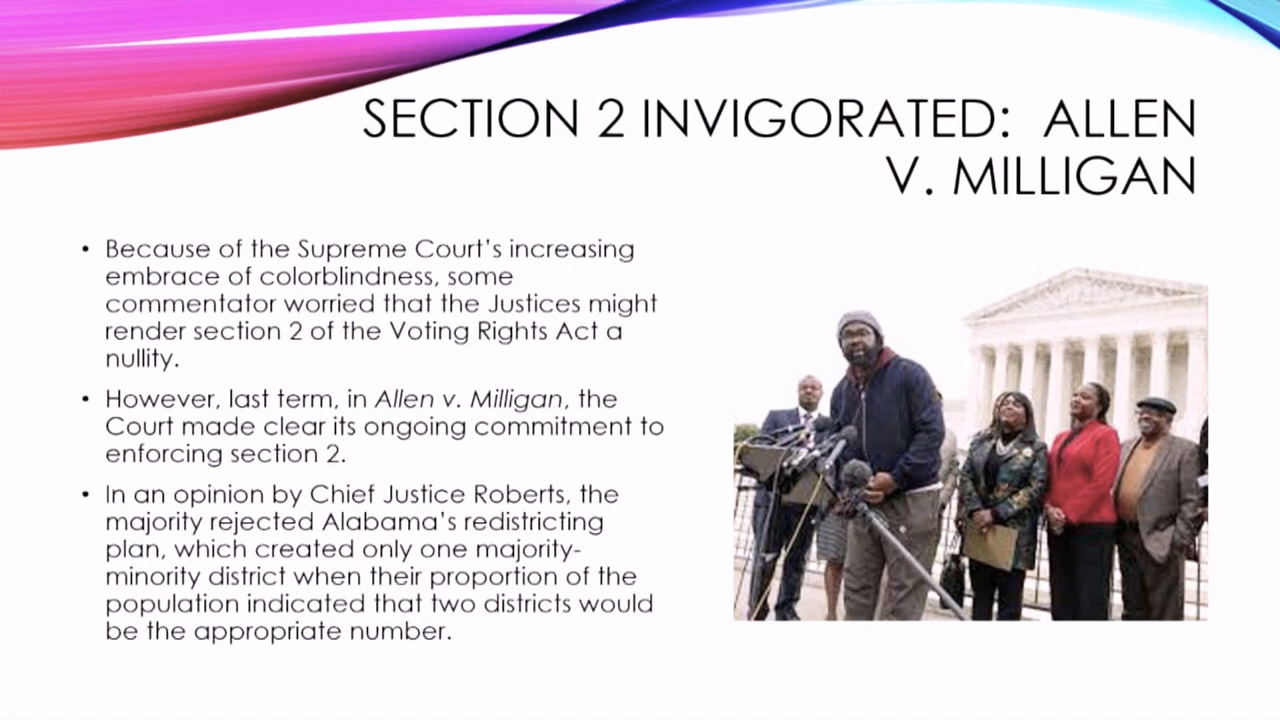 SECTION 2 INVIGORATED: ALLEN
V. MILLIGAN
• Because of the Supreme Court's increasing
embrace of colorblindness, some
commentator worried that the Justices might
render section 2 of the Voting Rights Act a
nullity.
• However, last term, in Allen v. Milligan, the
Court made clear its ongoing commitment to
enforcing section 2.
• In an opinion by Chief Justice Roberts, the
majority rejected Alabama's redistricting
plan, which created only one majority-
minority district when their proportion of the
population indicated that two districts would
be the appropriate number.